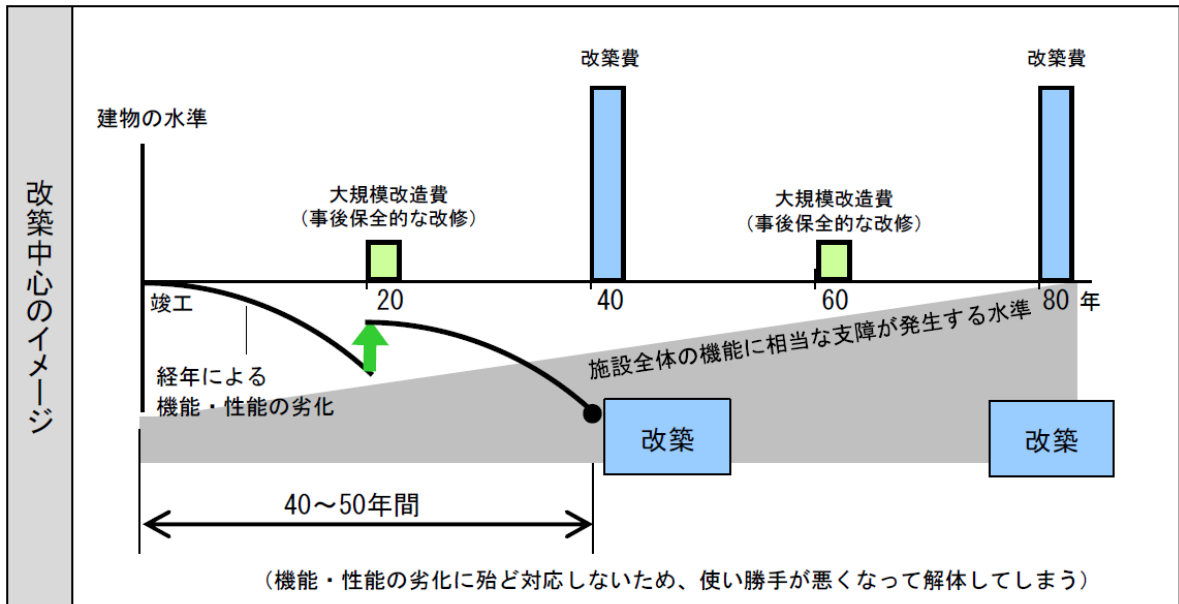 改築中心のイメージ
改築費
改築費
建物の水準
大規模改造費
（事後保全的な改修）
大規模改造費
（事後保全的な改修）
竣工
20
40
60
80
年
施設全体の機能に相当な支障が発生する水準
経年による
機能・性能の劣化
改築
改築
40～50年間
（機能・性能の劣化に殆ど対応しないため、使い勝手が悪くなって解体してしまう）